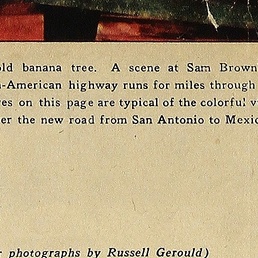 old banana tree. A scene at Sam Brown
-American highway runs for miles through
es on this page are typical of the colorful v
er the new road from San Antonio to Mexic
photographs by Russell Gerould)